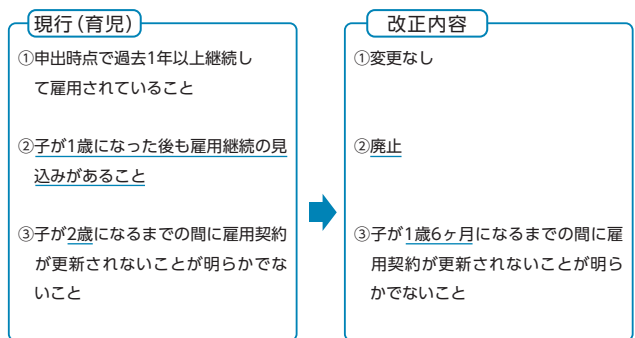 現行(育児)
①申出時点で過去1年以上継続し
て雇用されていること
②子が1歳になった後も雇用継続の見
込みがあること
③子が2歳になるまでの間に雇用契約
が更新されないことが明らかでな
いこと
改正内容
①変更なし
②廃止
③子が1歳6ヶ月になるまでの間に雇
用契約が更新されないことが明ら
かでないこと